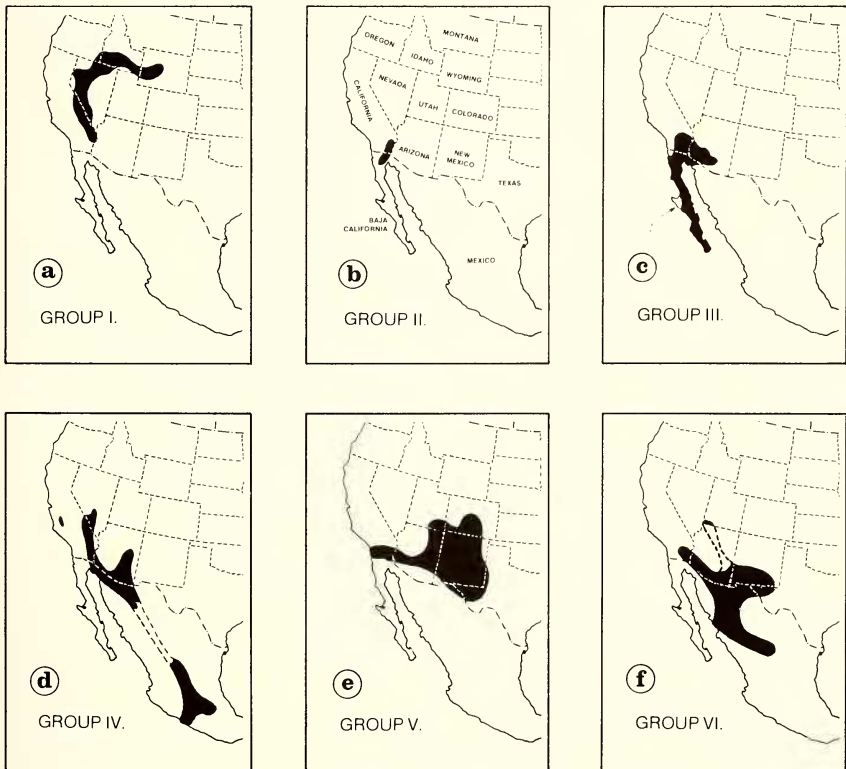 a
GROUP I.
OREGON
MONTANA
IDAHO
WYOMING
NEVADA
CALIFORNIA
UTAH
COLORADO
ARIZONA
NEW
MEXICO
TEXAS
BAJA
CALIFORNIA
MEXICO
b
GROUP II.
c
GROUP III.
d
GROUP IV.
e
GROUP V.
f
GROUP VI.